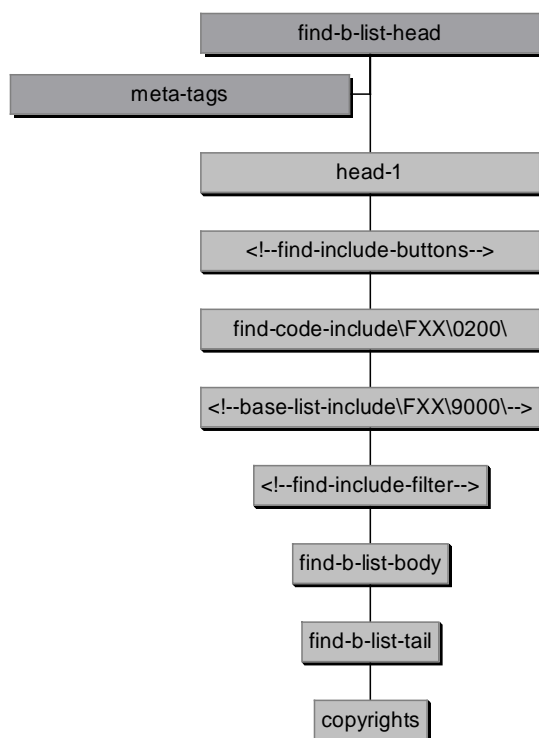 find-b-list-head
meta-tags
head-1
<!--find-include-buttons-->
find-code-include\FXX\0200\
<!--base-list-include\FXX\9000\-->
<!--find-include-filter-->
find-b-list-body
find-b-list-tail
copyrights